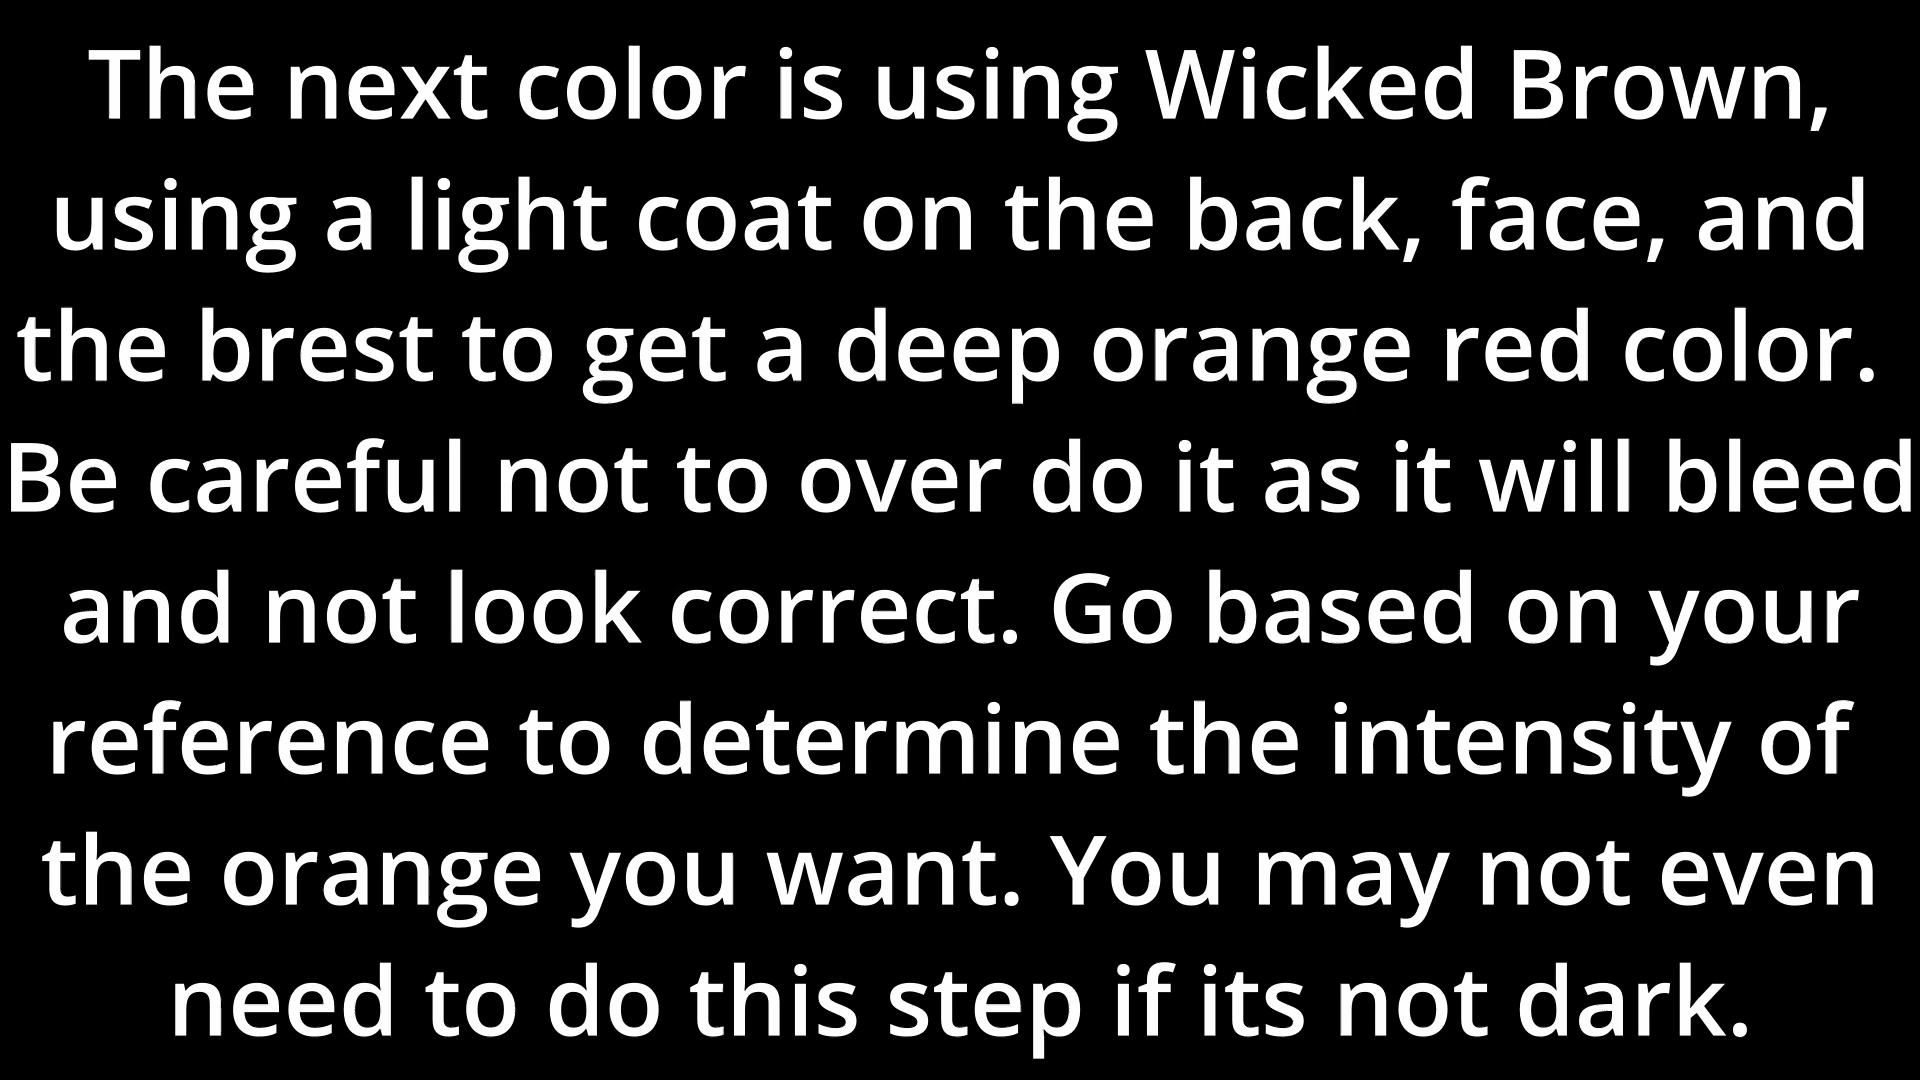 The next color is using Wicked Brown,
using a light coat on the back, face, and
the brest to get a deep orange red color.
Be careful not to over do it as it will bleed
and not look correct. Go based on your
reference to determine the intensity of
the orange you want. You may not even
need to do this step if its not dark.